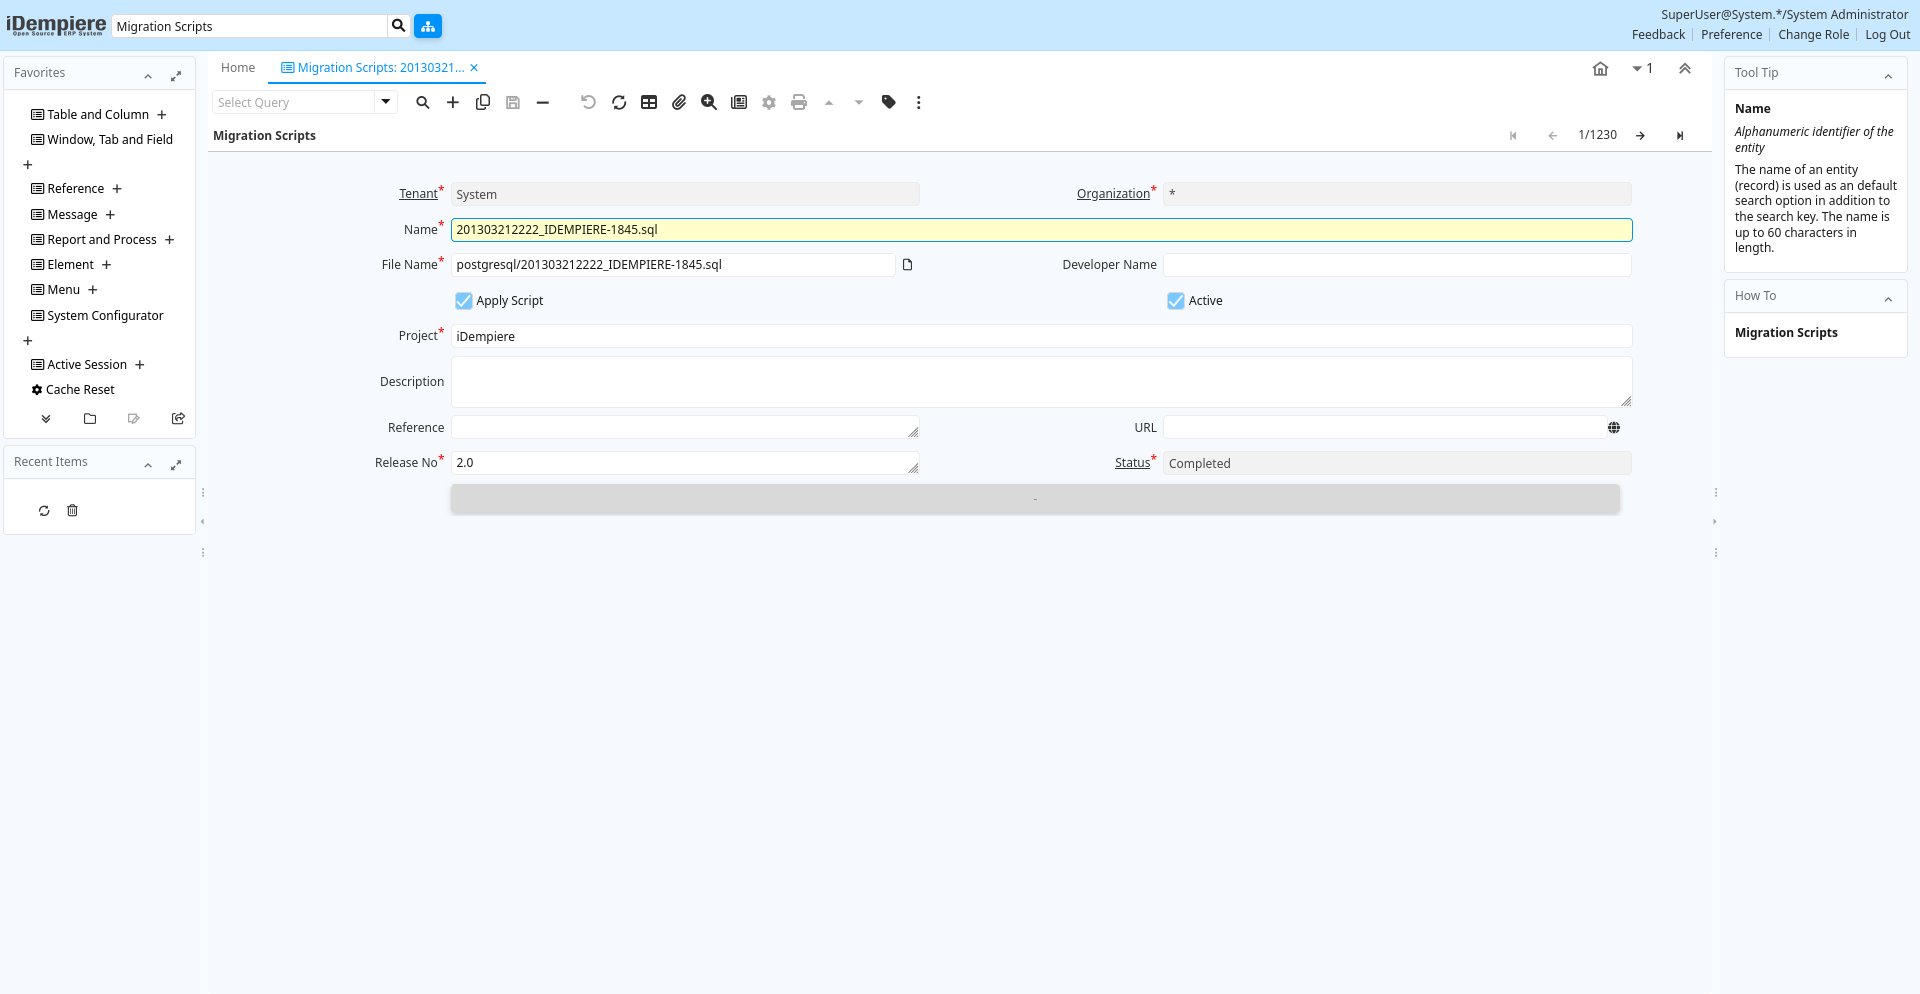 iDempiere
Open Source ERP System
Migration Scripts
SuperUser@System.*/System Administrator
Feedback
Preference
Change Role
Log Out
Favorites
Table and Column
Window, Tab and Field
Reference
Message
Report and Process
Element
Menu
System Configurator
Active Session
Cache Reset
Recent Items
Home
Migration Scripts: 20130321...
1
Select Query
Migration Scripts
1/1230
Tenant* System
Organization* *
Name* 201303212222_IDEMPIERE-1845.sql
File Name* postgresql/201303212222_IDEMPIERE-1845.sql
Developer Name
Apply Script
Active
Project* iDempiere
Description
Reference
URL
Release No* 2.0
Status* Completed
-
Tool Tip
Name
Alphanumeric identifier of the
entity
The name of an entity
(record) is used as an default
search option in addition to
the search key. The name is
up to 60 characters in
length.
How To
Migration Scripts